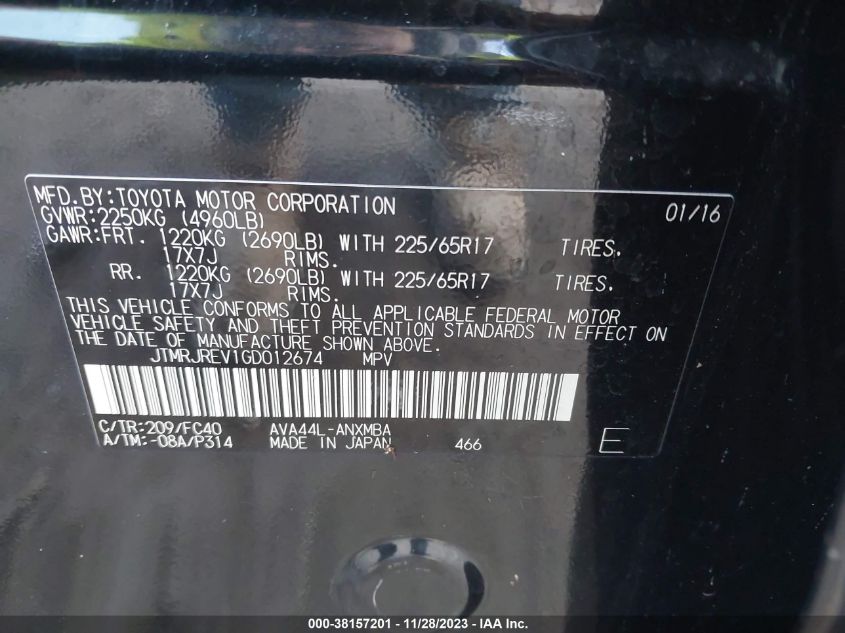 MFD.BY:TOYOTA MOTOR CORPORATION 01/16
GVWR:2250KG (4960LB)
GAWR:FRT. 1220KG (2690LB) WITH 225/65R17 TIRES.
17X7J RIMS.
RR. 1220KG (2690LB) WITH 225/65R17 TIRES.
17X7J RIMS.
THIS VEHICLE CONFORMS TO ALL APPLICABLE FEDERAL MOTOR
VEHICLE SAFETY AND THEFT PREVENTION STANDARDS IN EFFECT ON
THE DATE OF MANUFACTURE SHOWN ABOVE.
JTMRJREV1GD012674 MPV
C/TR:209/FC40 AVA44L-ANXMBA
A/TM:-08A/P314 MADE IN JAPAN 466 E
000-38157201 - 11/28/2023 - IAA Inc.